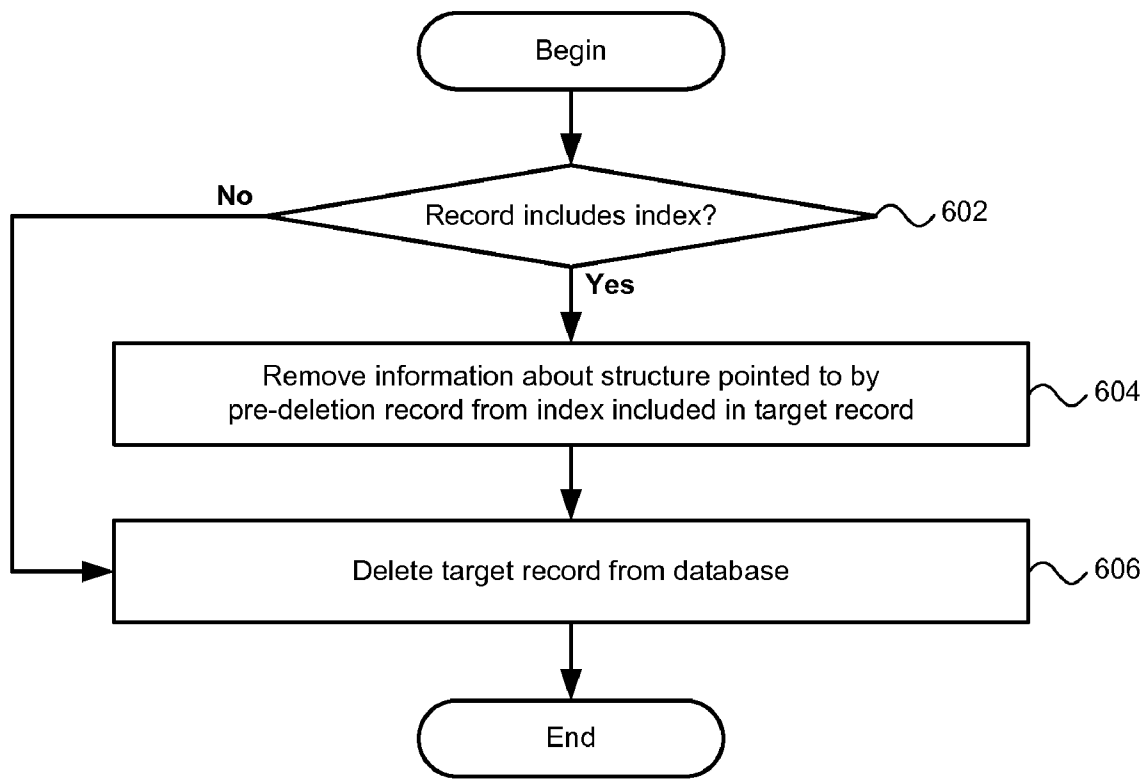 Begin
No
Record includes index?
602
Yes
Remove information about structure pointed to by
pre-deletion record from index included in target record
604
Delete target record from database
606
End